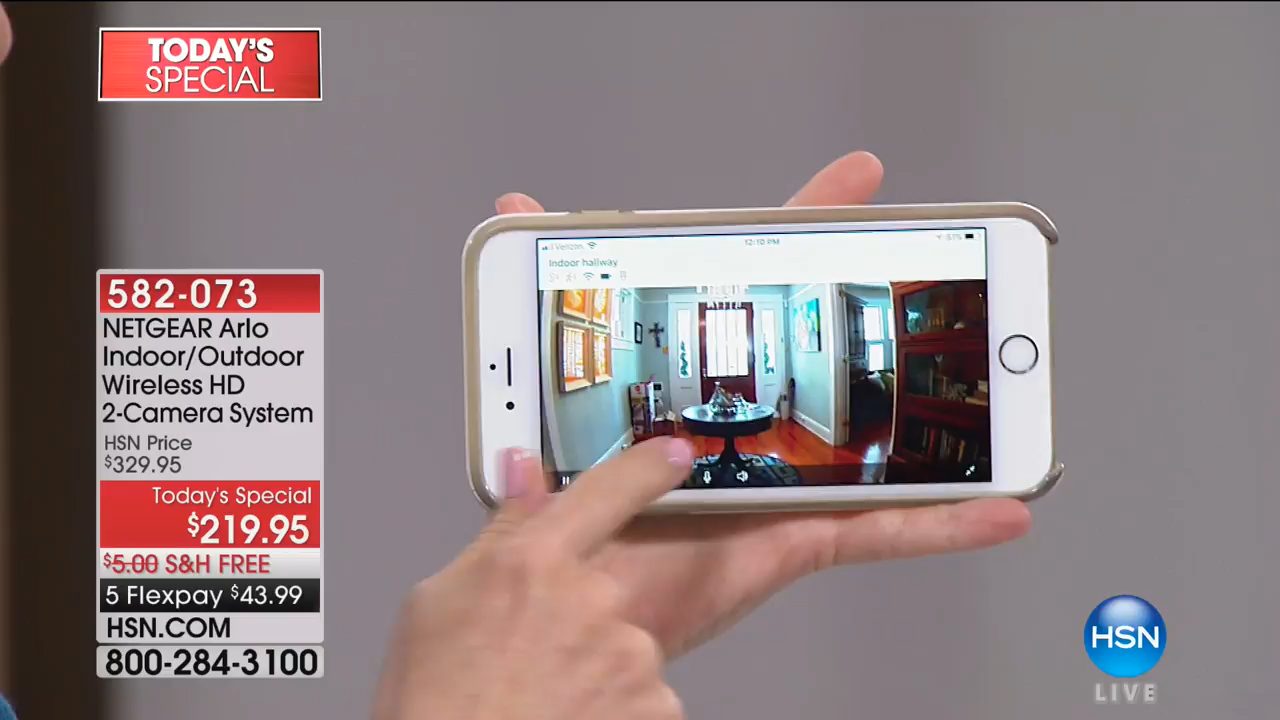 TODAY'S
SPECIAL
582-073
NETGEAR Arlo
Indoor/Outdoor
Wireless HD
2-Camera System
HSN Price
$329.95
Today's Special
$219.95
$5.00 S&H FREE
5 Flexpay $43.99
HSN.COM
800-284-3100
Verizon
12:10 PM
Indoor hallway
HSN
LIVE